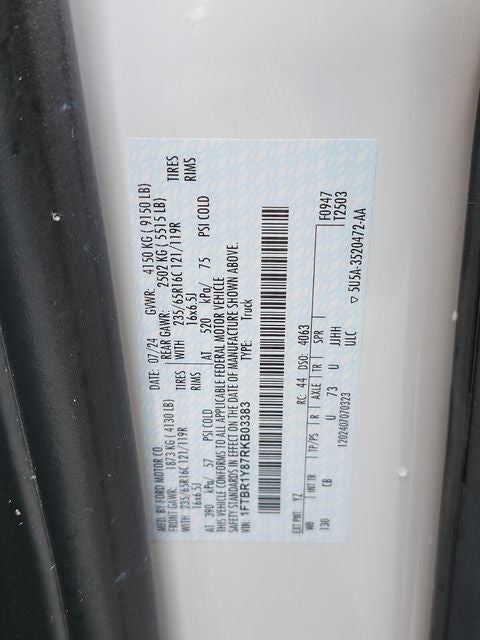 MFD. BY FORD MOTOR CO.
DATE: 07/24 GVWR: 4150 KG ( 9150 LB)
FRONT GAWR: 1873 KG ( 4130 LB) REAR GAWR: 2502 KG ( 5515 LB)
WITH 235/65R16C 121/119R TIRES WITH 235/65R16C 121/119R TIRES
16x6.5J RIMS 16x6.5J RIMS
AT 390 kPa/ 57 PSI COLD AT 520 kPa/ 75 PSI COLD
THIS VEHICLE CONFORMS TO ALL APPLICABLE FEDERAL MOTOR VEHICLE
SAFETY STANDARDS IN EFFECT ON THE DATE OF MANUFACTURE SHOWN ABOVE.
VIN: 1FTBR1Y87RKB03383 TYPE: Truck
EXT PNT: YZ RC: 44 DSO: 4063 F0947
T2503
WB INT TR TP/PS R AXLE TR SPR
130 CB U 73 U JJHH
ULC
1202407070323 ▽ 5U5A-3520472-AA